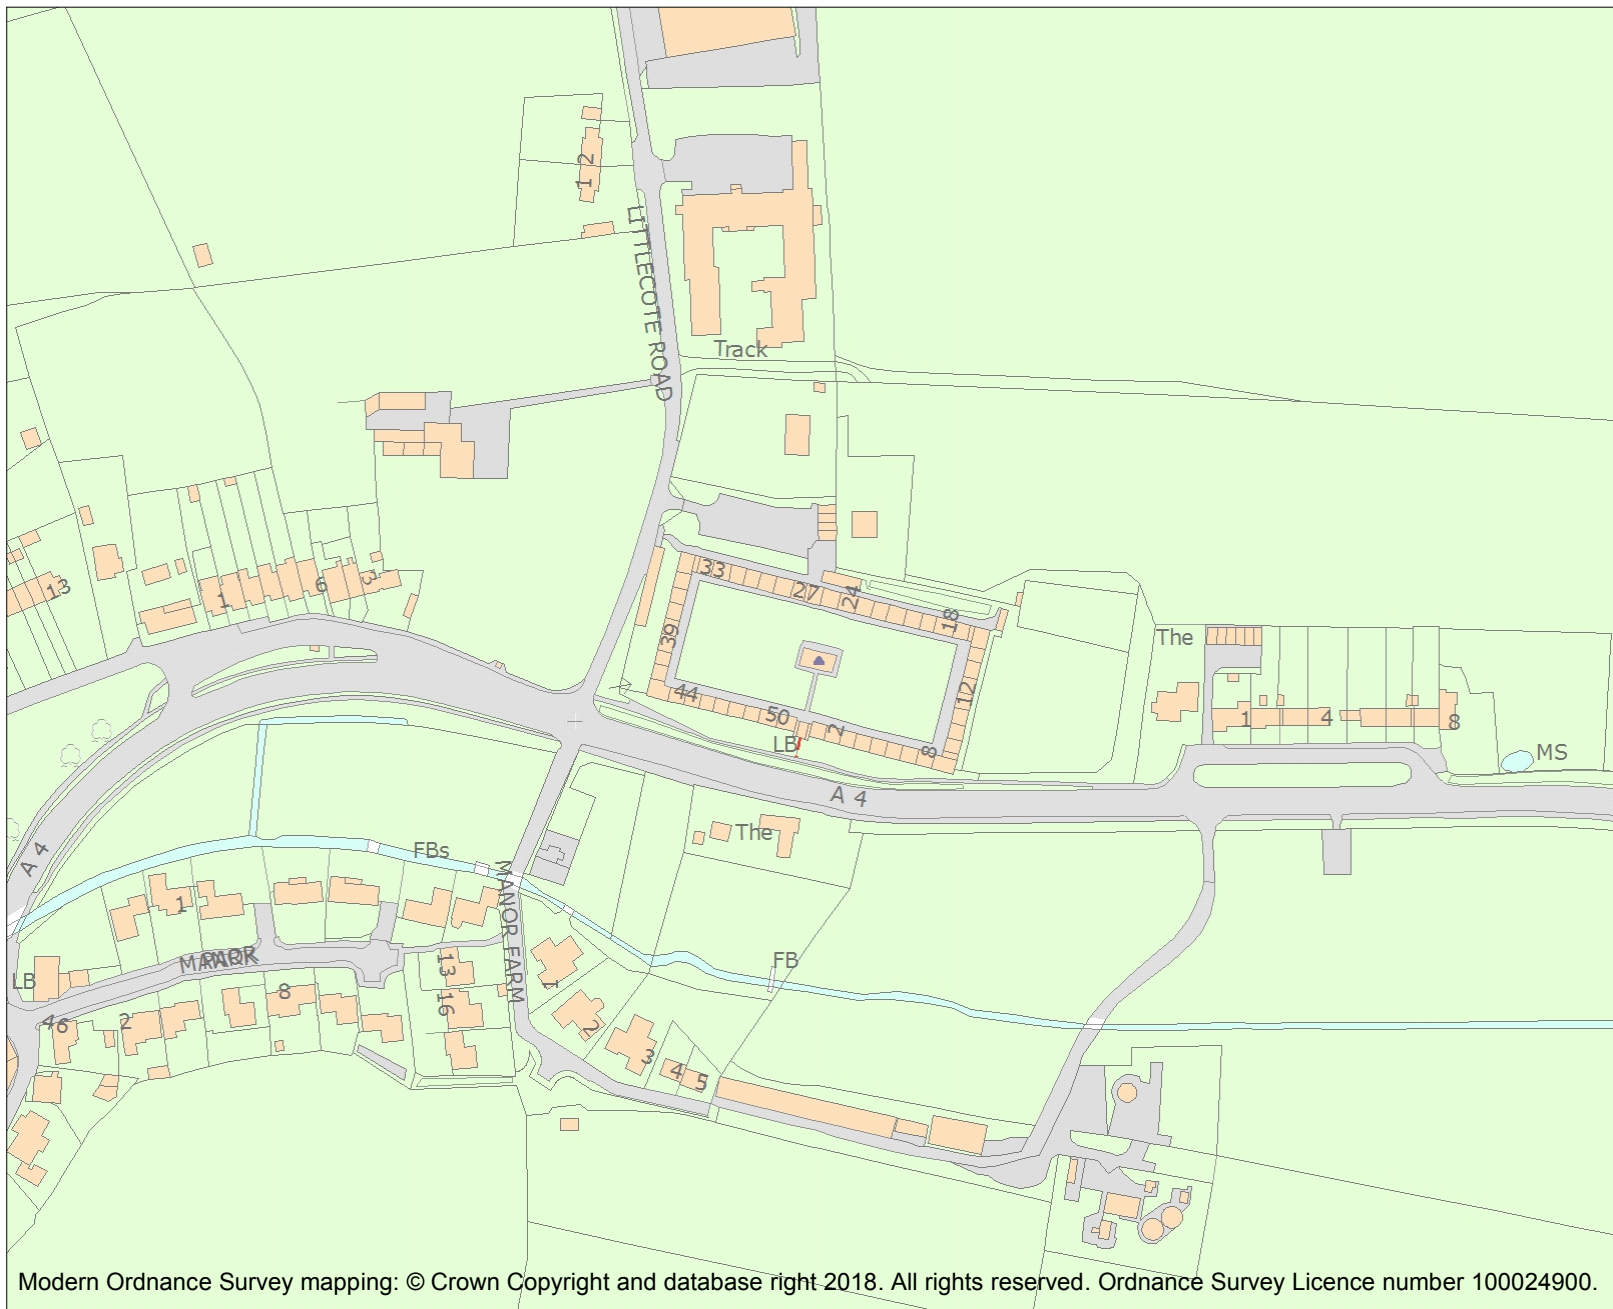 1 2
LITTLECOTE ROAD
Track
13
1
6
3
33
27
24
18
39
12
44
50
2
8
LB
The
1
4
8
MS
A 4
The
A 4
FBs
1
MANOR FARM
MANOR
PARK
LB
FB
13
16
1
8
2
46
2
3
4
5
Modern Ordnance Survey mapping: © Crown Copyright and database right 2018. All rights reserved. Ordnance Survey Licence number 100024900.